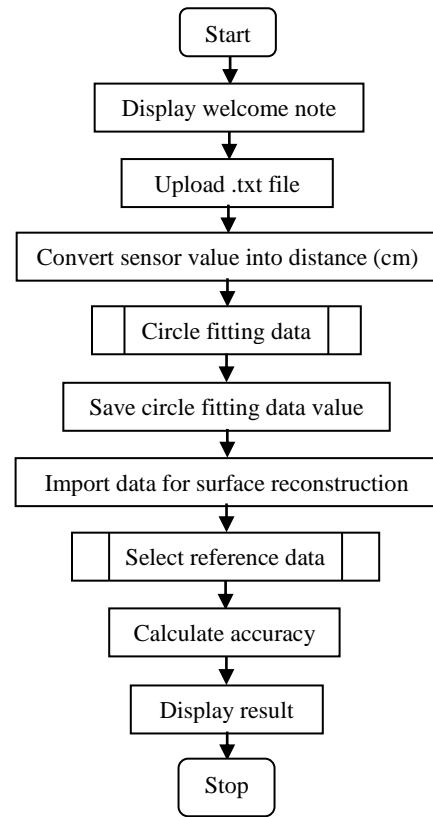 Start
Display welcome note
Upload .txt file
Convert sensor value into distance (cm)
Circle fitting data
Save circle fitting data value
Import data for surface reconstruction
Select reference data
Calculate accuracy
Display result
Stop